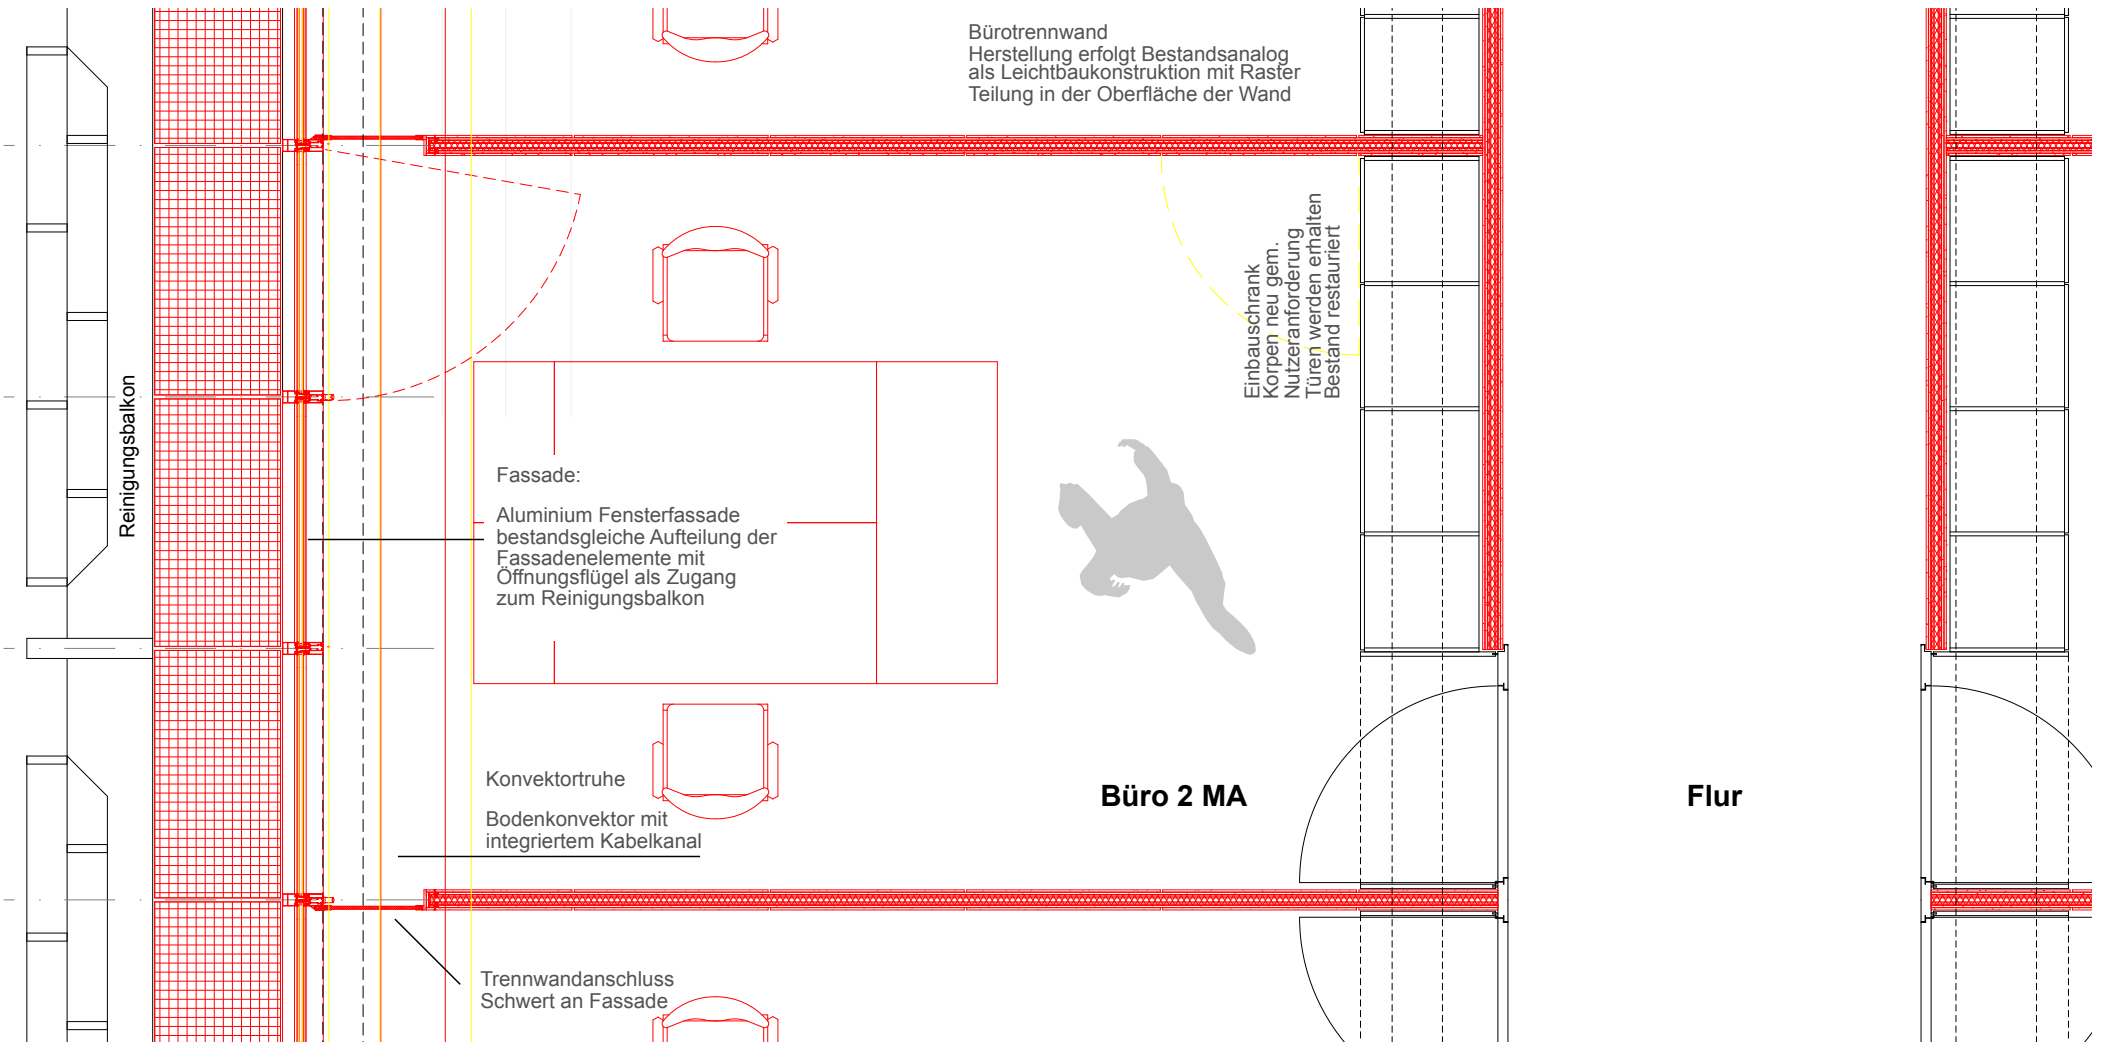 Bürotrennwand
Herstellung erfolgt Bestandsanalog
als Leichtbaukonstruktion mit Raster
Teilung in der Oberfläche der Wand
Einbauschrank
Korpen neu gem.
Nutzeranforderung
Türen werden erhalten
Bestand restauriert
Reinigungsbalkon
Fassade:
Aluminium Fensterfassade
bestandsgleiche Aufteilung der
Fassadenelemente mit
Öffnungsflügel als Zugang
zum Reinigungsbalkon
Konvektortruhe
Bodenkonvektor mit
integriertem Kabelkanal
Büro 2 MA
Flur
Trennwandanschluss
Schwert an Fassade